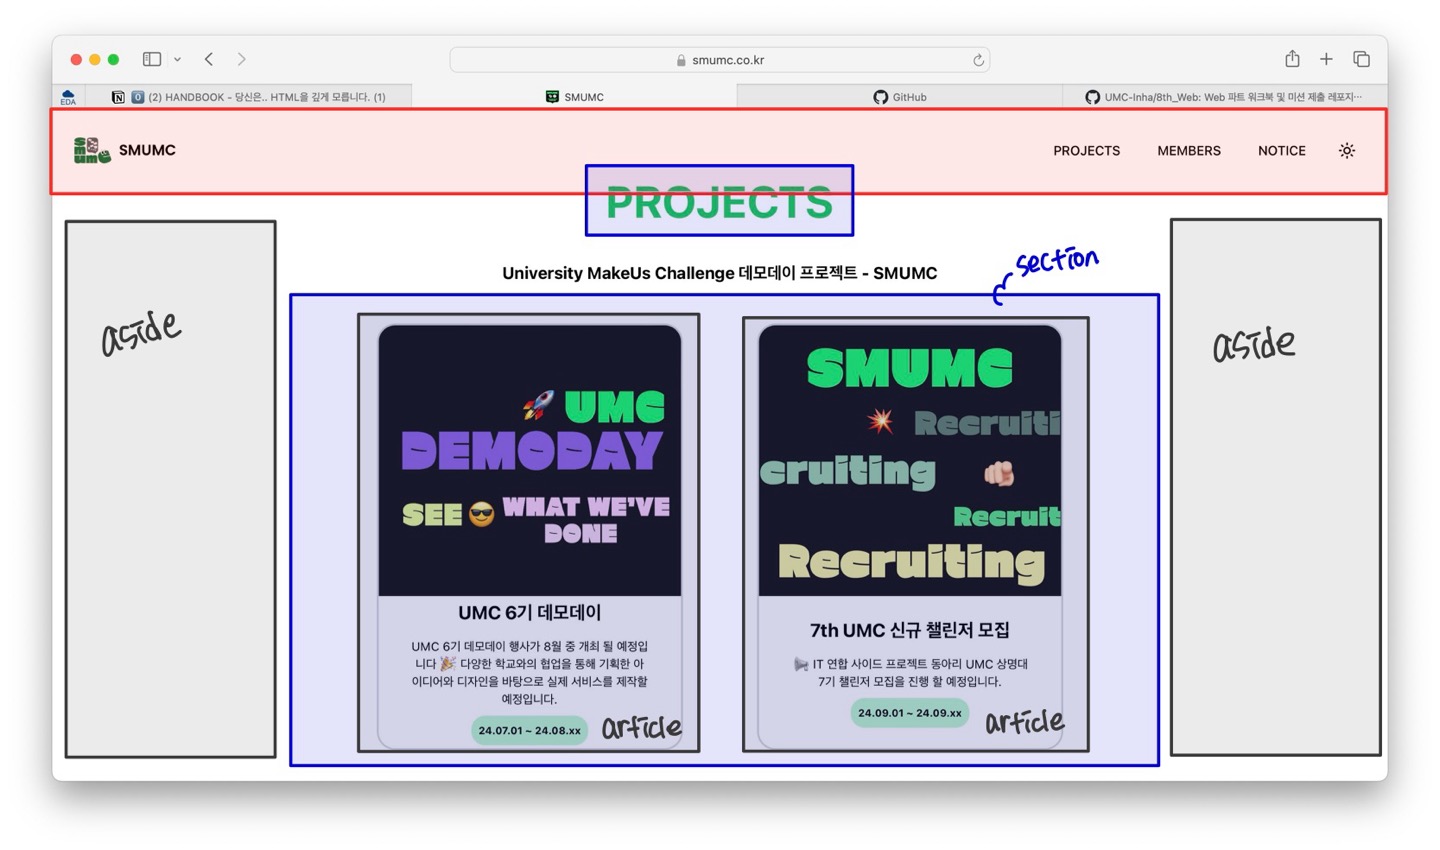 smumc.co.kr
EDA
(2) HANDBOOK - 당신은.. HTML을 깊게 모릅니다. (1)
SMUMC
GitHub
UMC-Inha/8th_Web: Web 파트 워크북 및 미션 제출 레포지…
SMUMC
PROJECTS
MEMBERS
NOTICE
PROJECTS
University MakeUs Challenge 데모데이 프로젝트 - SMUMC
section
aside
aside
🚀 UMC
DEMODAY
SEE 😎 WHAT WE'VE
DONE
UMC 6기 데모데이
UMC 6기 데모데이 행사가 8월 중 개최 될 예정입
니다 🎉 다양한 학교와의 협업을 통해 기획한 아
이디어와 디자인을 바탕으로 실제 서비스를 제작할
예정입니다.
24.07.01 ~ 24.08.xx
article
SMUMC
💥 Recruiti
cruiting 🫵🏻
Recruit
Recruiting
7th UMC 신규 챌린저 모집
📢 IT 연합 사이드 프로젝트 동아리 UMC 상명대
7기 챌린저 모집을 진행 할 예정입니다.
24.09.01 ~ 24.09.xx
article